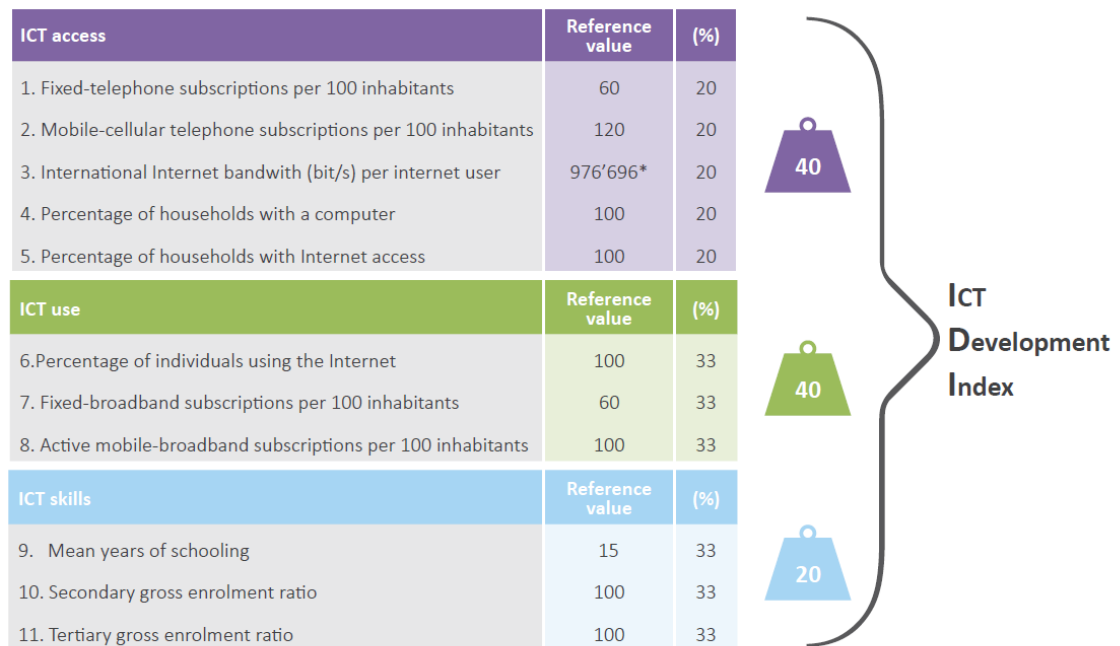 ICT access Reference value (%)
1. Fixed-telephone subscriptions per 100 inhabitants 60 20
2. Mobile-cellular telephone subscriptions per 100 inhabitants 120 20
3. International Internet bandwith (bit/s) per internet user 976’696* 20
4. Percentage of households with a computer 100 20
5. Percentage of households with Internet access 100 20
40
ICT use Reference value (%)
6.Percentage of individuals using the Internet 100 33
7. Fixed-broadband subscriptions per 100 inhabitants 60 33
8. Active mobile-broadband subscriptions per 100 inhabitants 100 33
40
ICT skills Reference value (%)
9. Mean years of schooling 15 33
10. Secondary gross enrolment ratio 100 33
11. Tertiary gross enrolment ratio 100 33
20
ICT
Development
Index